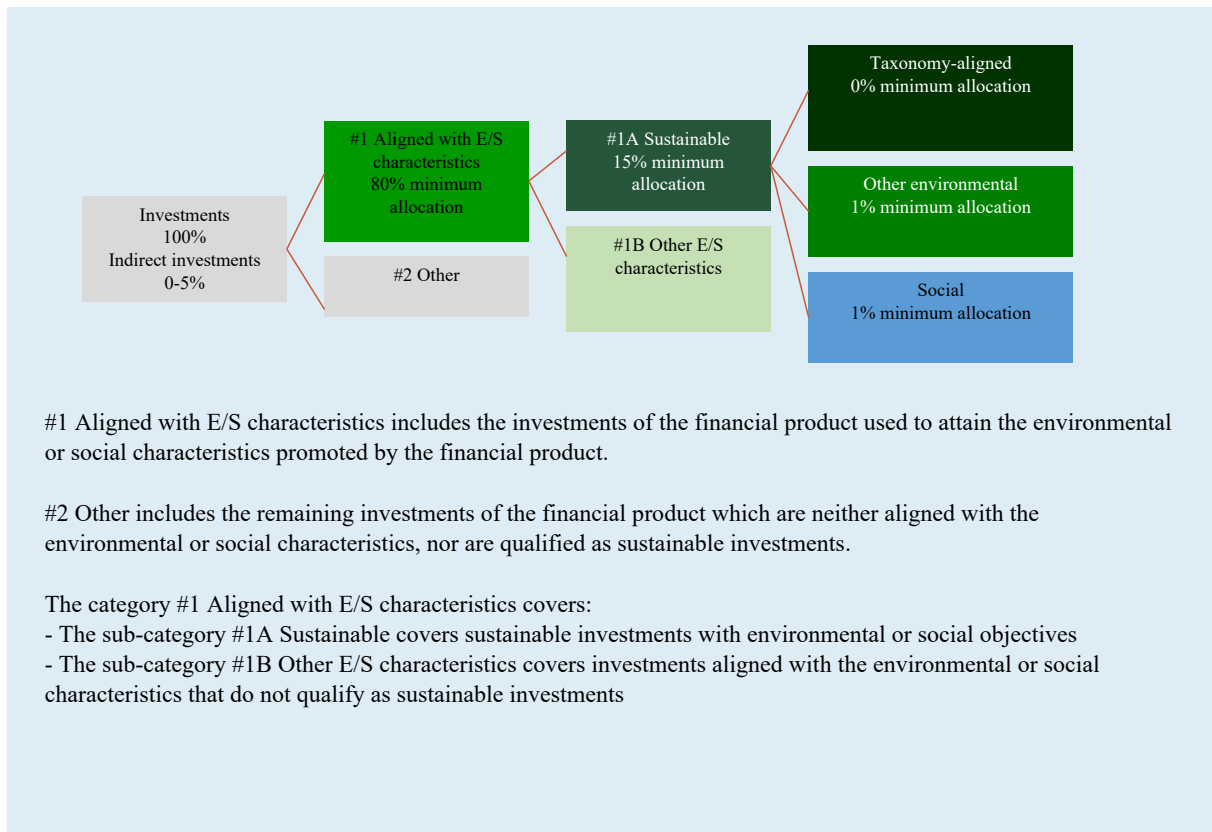 Taxonomy-aligned
0% minimum allocation
#1 Aligned with E/S
characteristics
80% minimum
allocation
#1A Sustainable
15% minimum
allocation
Other environmental
1% minimum allocation
Investments
100%
Indirect investments
0-5%
#2 Other
#1B Other E/S
characteristics
Social
1% minimum allocation
#1 Aligned with E/S characteristics includes the investments of the financial product used to attain the environmental
or social characteristics promoted by the financial product.
#2 Other includes the remaining investments of the financial product which are neither aligned with the
environmental or social characteristics, nor are qualified as sustainable investments.
The category #1 Aligned with E/S characteristics covers:
- The sub-category #1A Sustainable covers sustainable investments with environmental or social objectives
- The sub-category #1B Other E/S characteristics covers investments aligned with the environmental or social
characteristics that do not qualify as sustainable investments